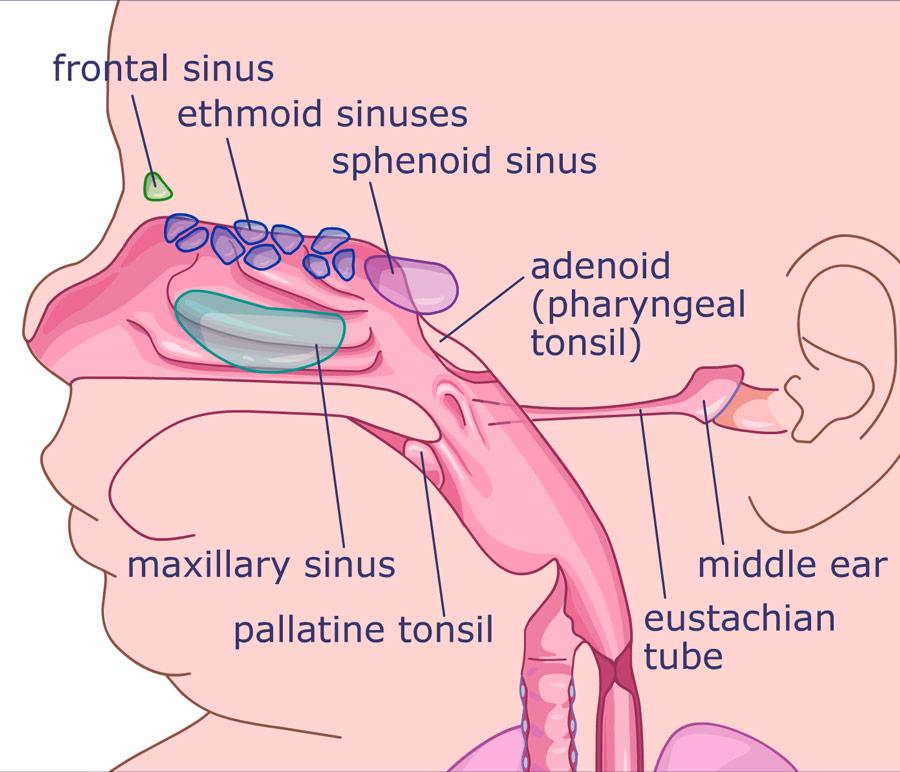 frontal sinus
ethmoid sinuses
sphenoid sinus
adenoid
(pharyngeal
tonsil)
maxillary sinus
middle ear
pallatine tonsil
eustachian
tube